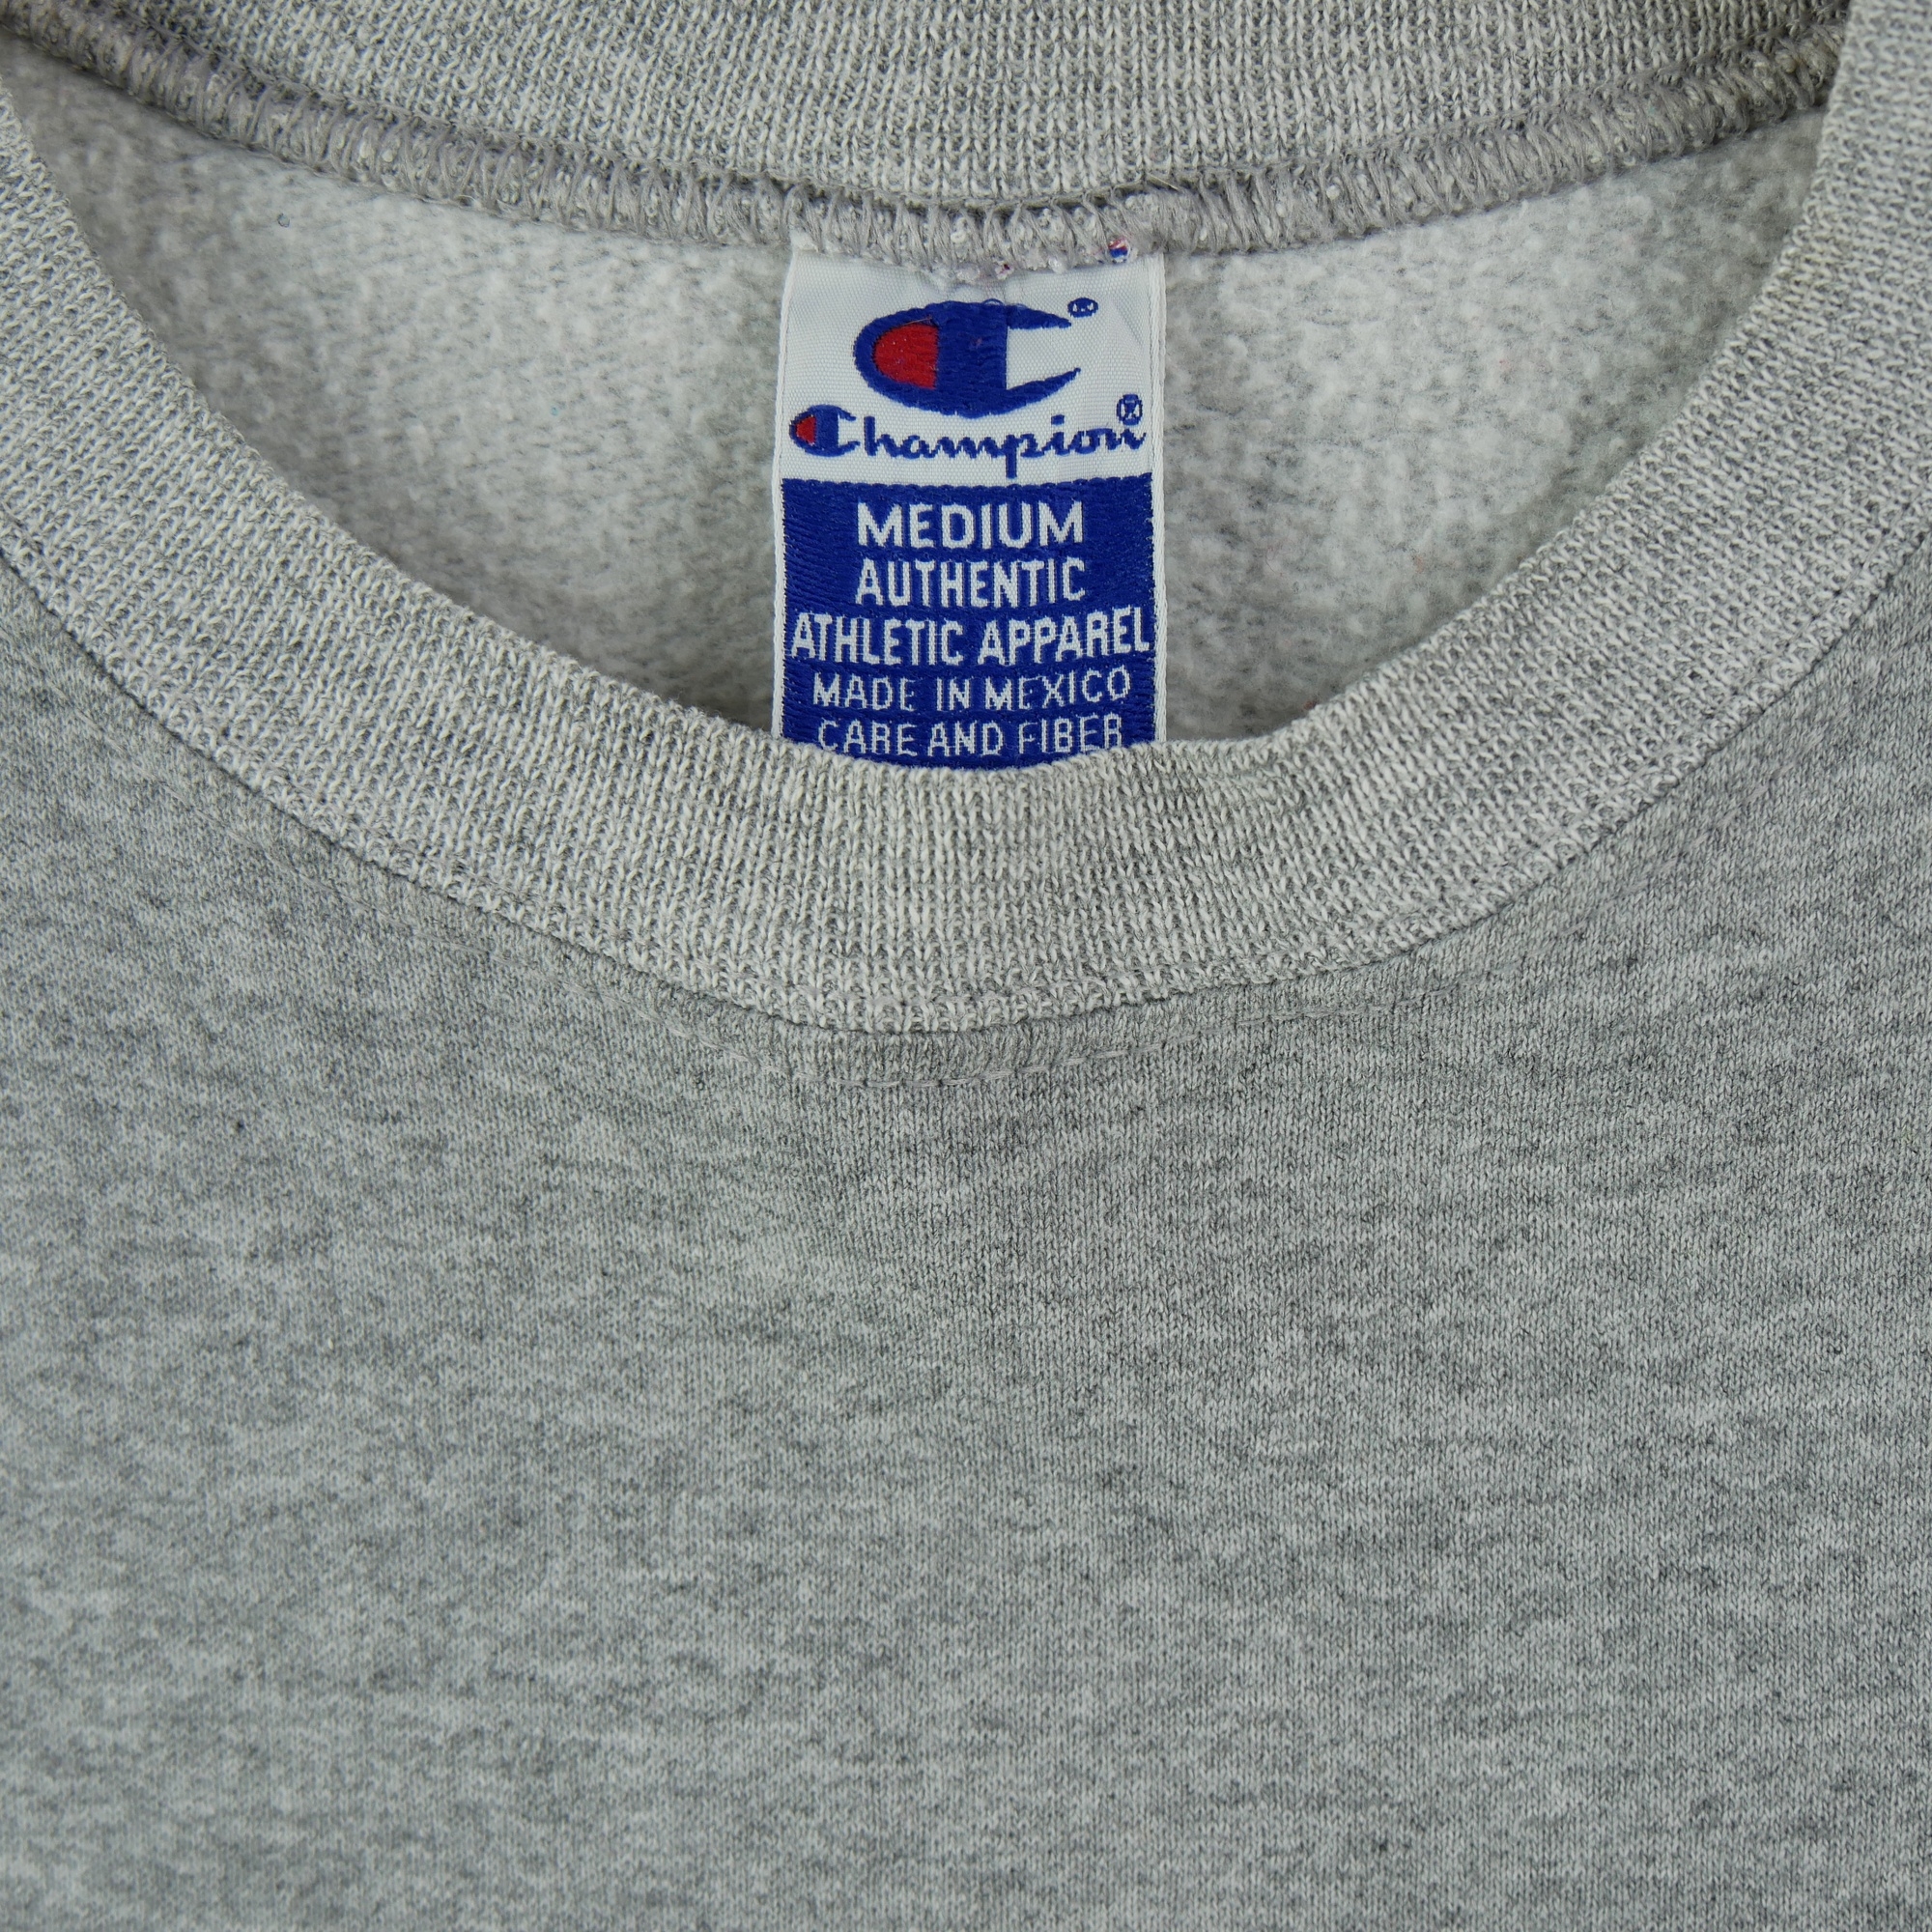 Champion®
MEDIUM
AUTHENTIC
ATHLETIC APPAREL
MADE IN MEXICO
CARE AND FIBER